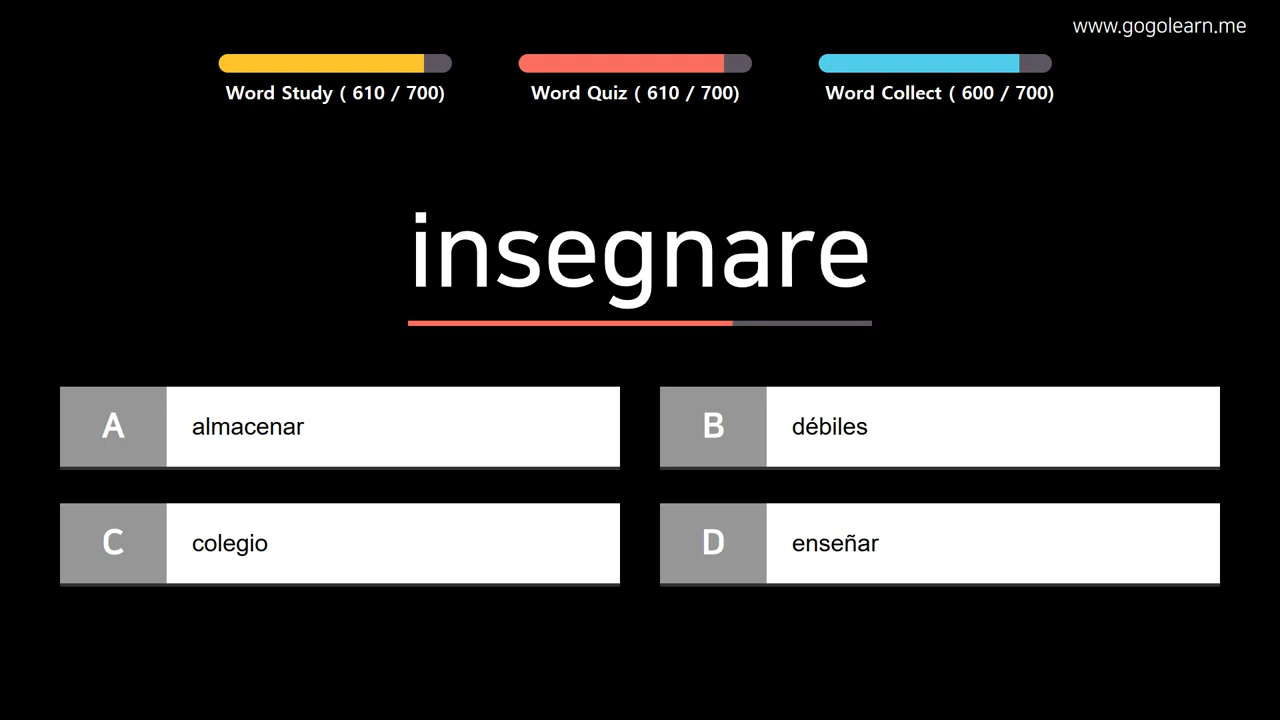 www.gogolearn.me
Word Study ( 610 / 700)
Word Quiz ( 610 / 700)
Word Collect ( 600 / 700)
insegnare
A
almacenar
B
débiles
C
colegio
D
enseñar